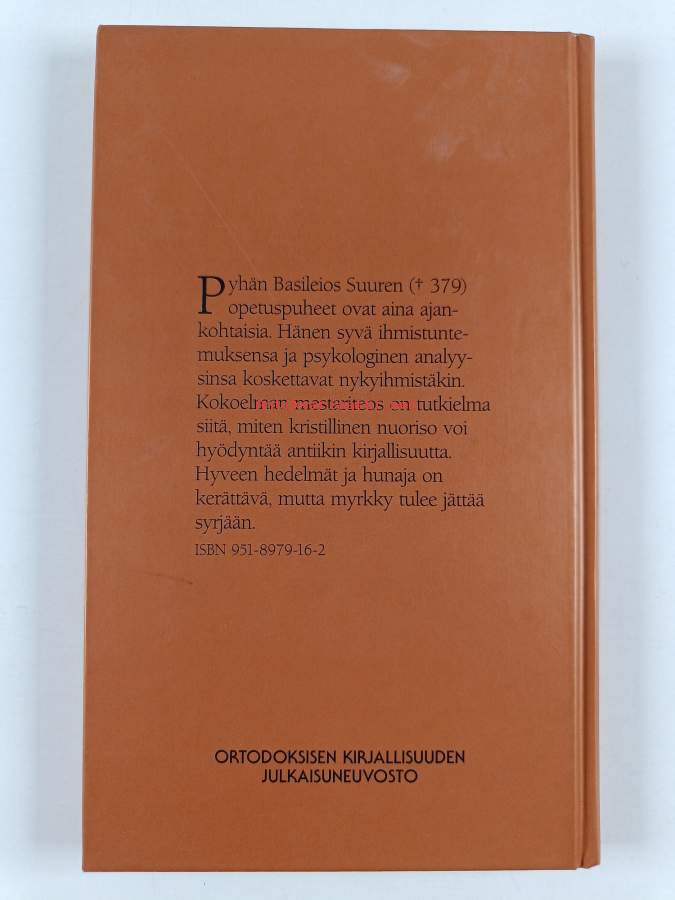 Pyhän Basileios Suuren († 379)
opetuspuheet ovat aina ajan-
kohtaisia. Hänen syvä ihmistunte-
muksensa ja psykologinen analyy-
sinsa koskettavat nykyihmistäkin.
Kokoelman mestariteos on tutkielma
siitä, miten kristillinen nuoriso voi
hyödyntää antiikin kirjallisuutta.
Hyveen hedelmät ja hunaja on
kerättävä, mutta myrkky tulee jättää
syrjään.
ISBN 951-8979-16-2
ORTODOKSISEN KIRJALLISUUDEN
JULKAISUNEUVOSTO